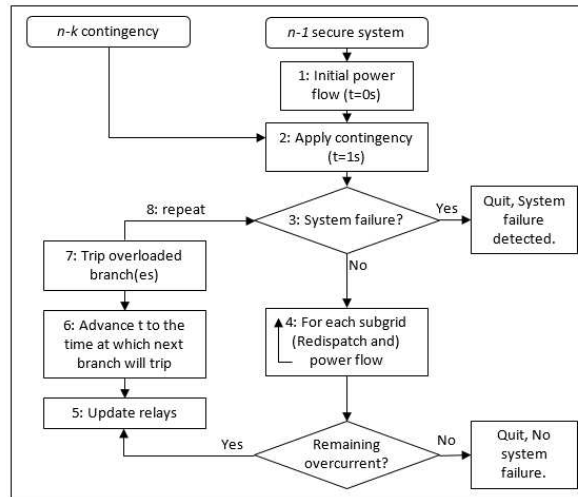 n-k contingency
n-1 secure system
1: Initial power
flow (t=0s)
2: Apply contingency
(t=1s)
8: repeat
3: System failure?
Yes
Quit, System
failure
detected.
7: Trip overloaded
branch(es)
No
6: Advance t to the
time at which next
branch will trip
4: For each subgrid
(Redispatch and)
power flow
5: Update relays
Yes
Remaining
overcurrent?
No
Quit, No
system
failure.